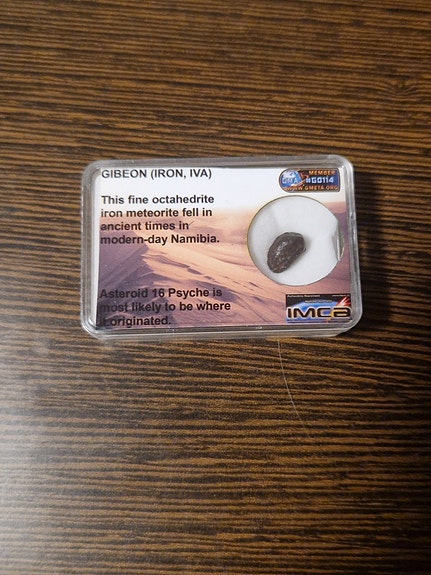 GIBEON (IRON, IVA)
This fine octahedrite
iron meteorite fell in
ancient times in
modern-day Namibia.
Asteroid 16 Psyche is
most likely to be where
it originated.
MEMBER
#G0114
WWW.GMETA.ORG
IMCA